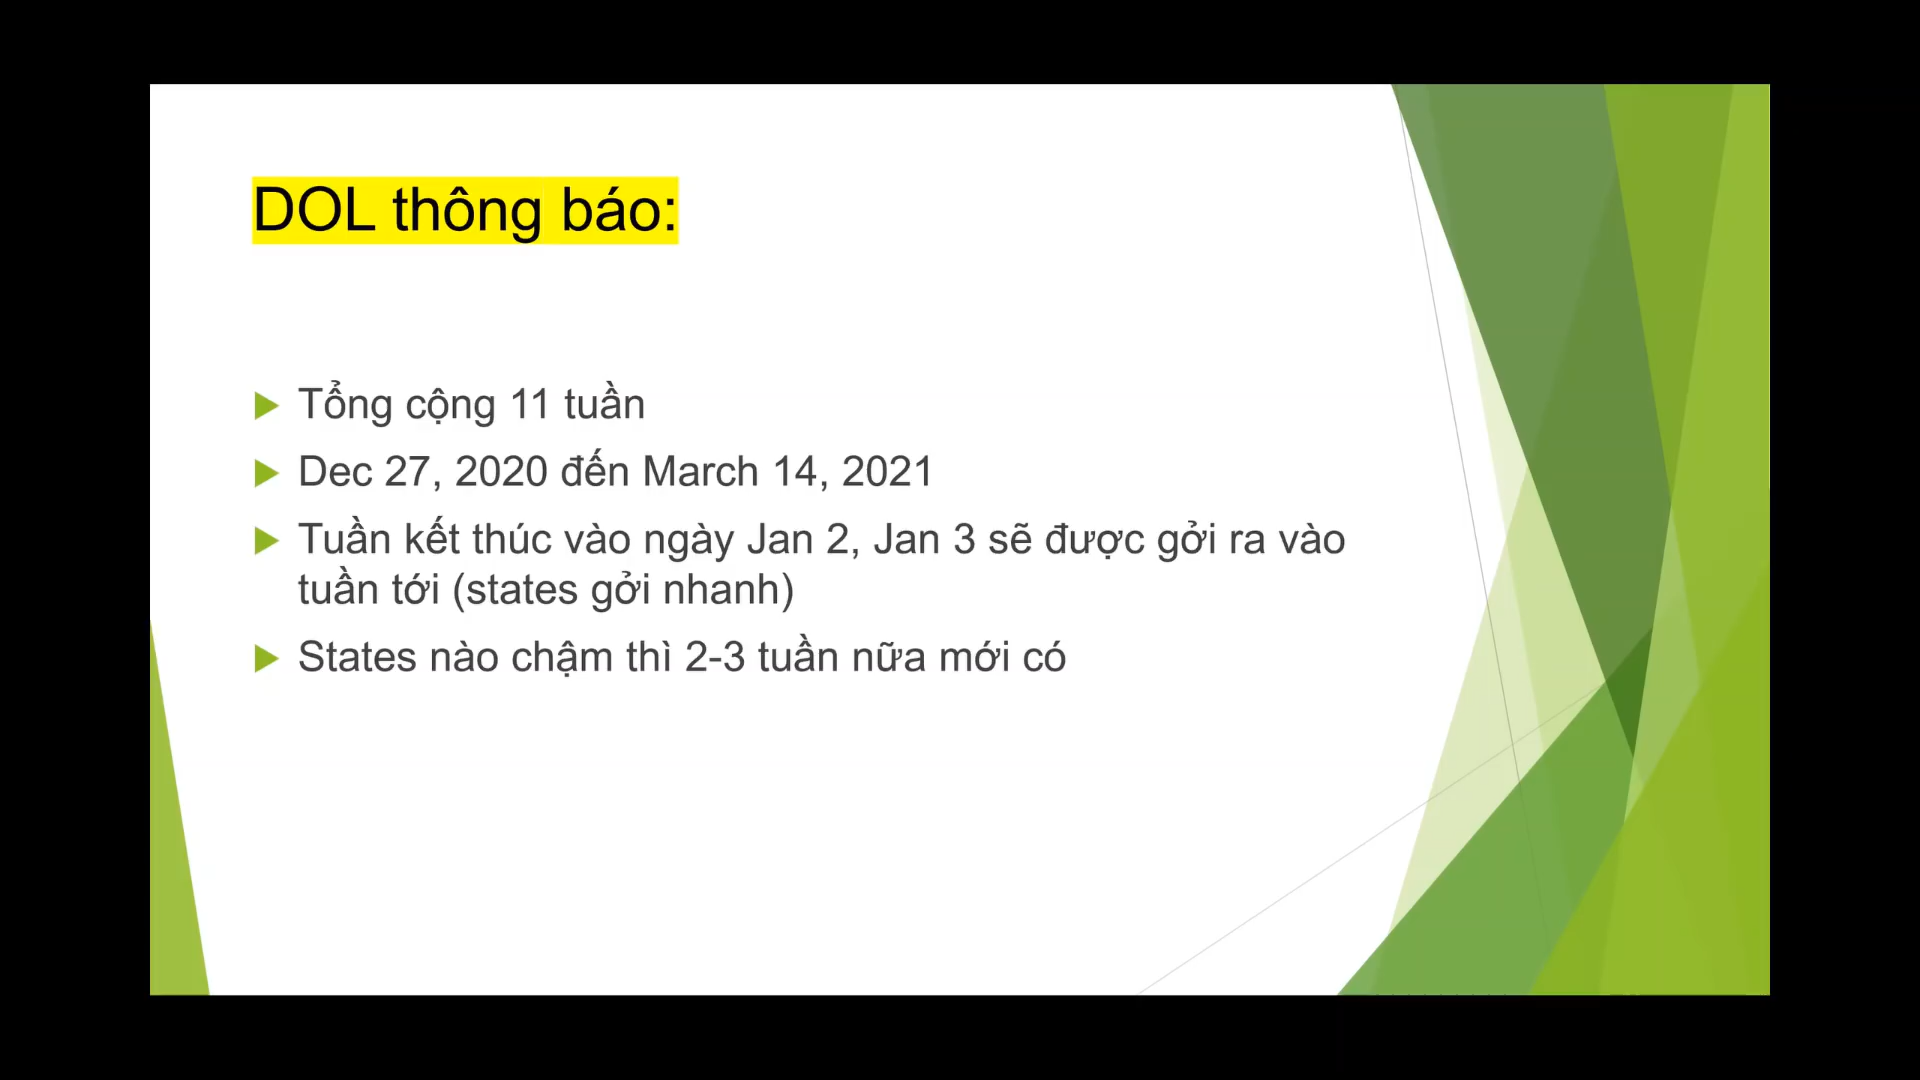 DOL thông báo:
Tổng cộng 11 tuần
Dec 27, 2020 đến March 14, 2021
Tuần kết thúc vào ngày Jan 2, Jan 3 sẽ được gởi ra vào
tuần tới (states gởi nhanh)
States nào chậm thì 2-3 tuần nữa mới có